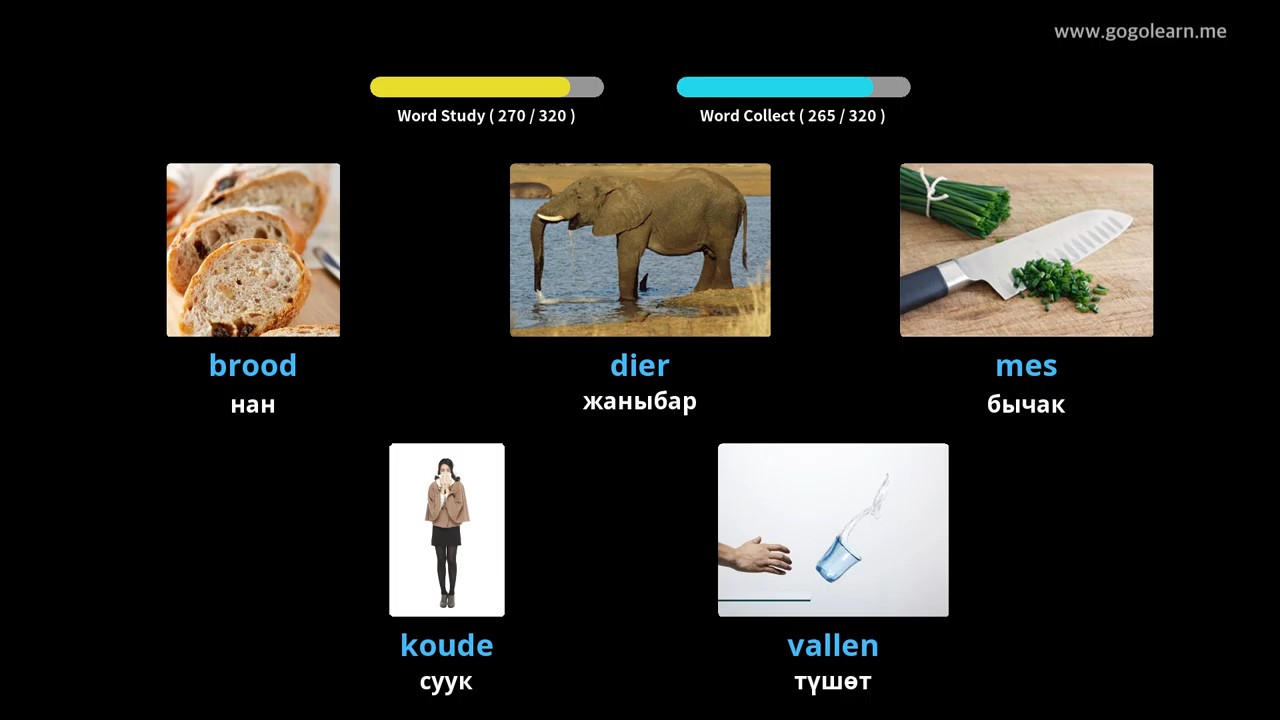 www.gogolearn.me
Word Study ( 270 / 320 )
Word Collect ( 265 / 320 )
brood
нан
dier
жаныбар
mes
бычак
koude
суук
vallen
түшөт